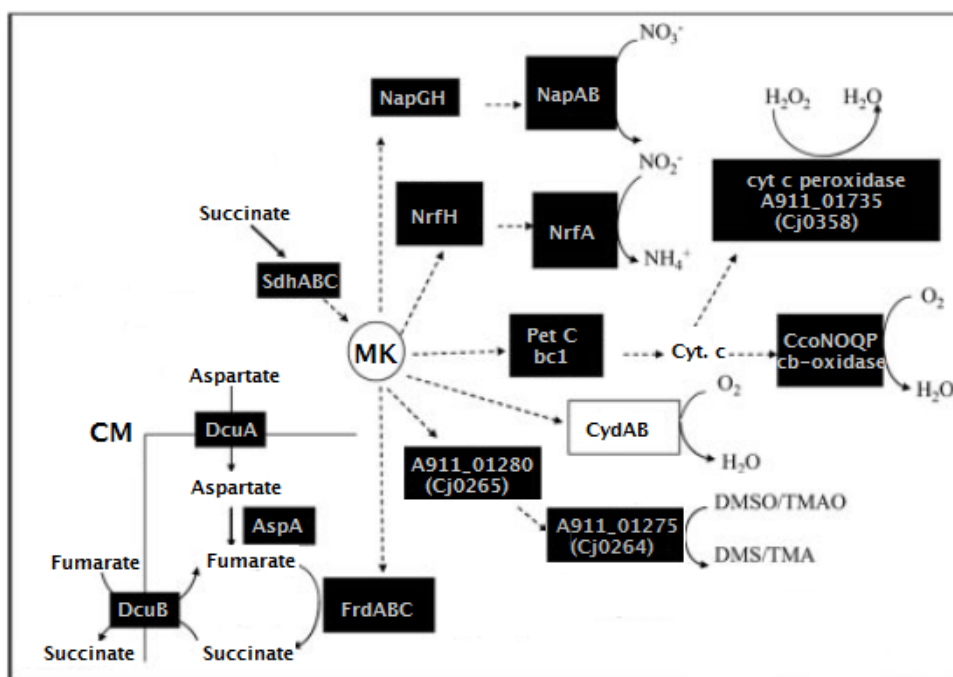 NO₃⁻
NapGH
NapAB
H₂O₂
H₂O
NO₂⁻
cyt c peroxidase
A911_01735
(Cj0358)
Succinate
NrfH
NrfA
NH₄⁺
SdhABC
O₂
MK
Pet C
bc1
Cyt. c
CcoNOQP
cb-oxidase
Aspartate
O₂
H₂O
CM
DcuA
CydAB
A911_01280
(Cj0265)
H₂O
Aspartate
DMSO/TMAO
AspA
A911_01275
(Cj0264)
Fumarate
Fumarate
DMS/TMA
DcuB
FrdABC
Succinate
Succinate